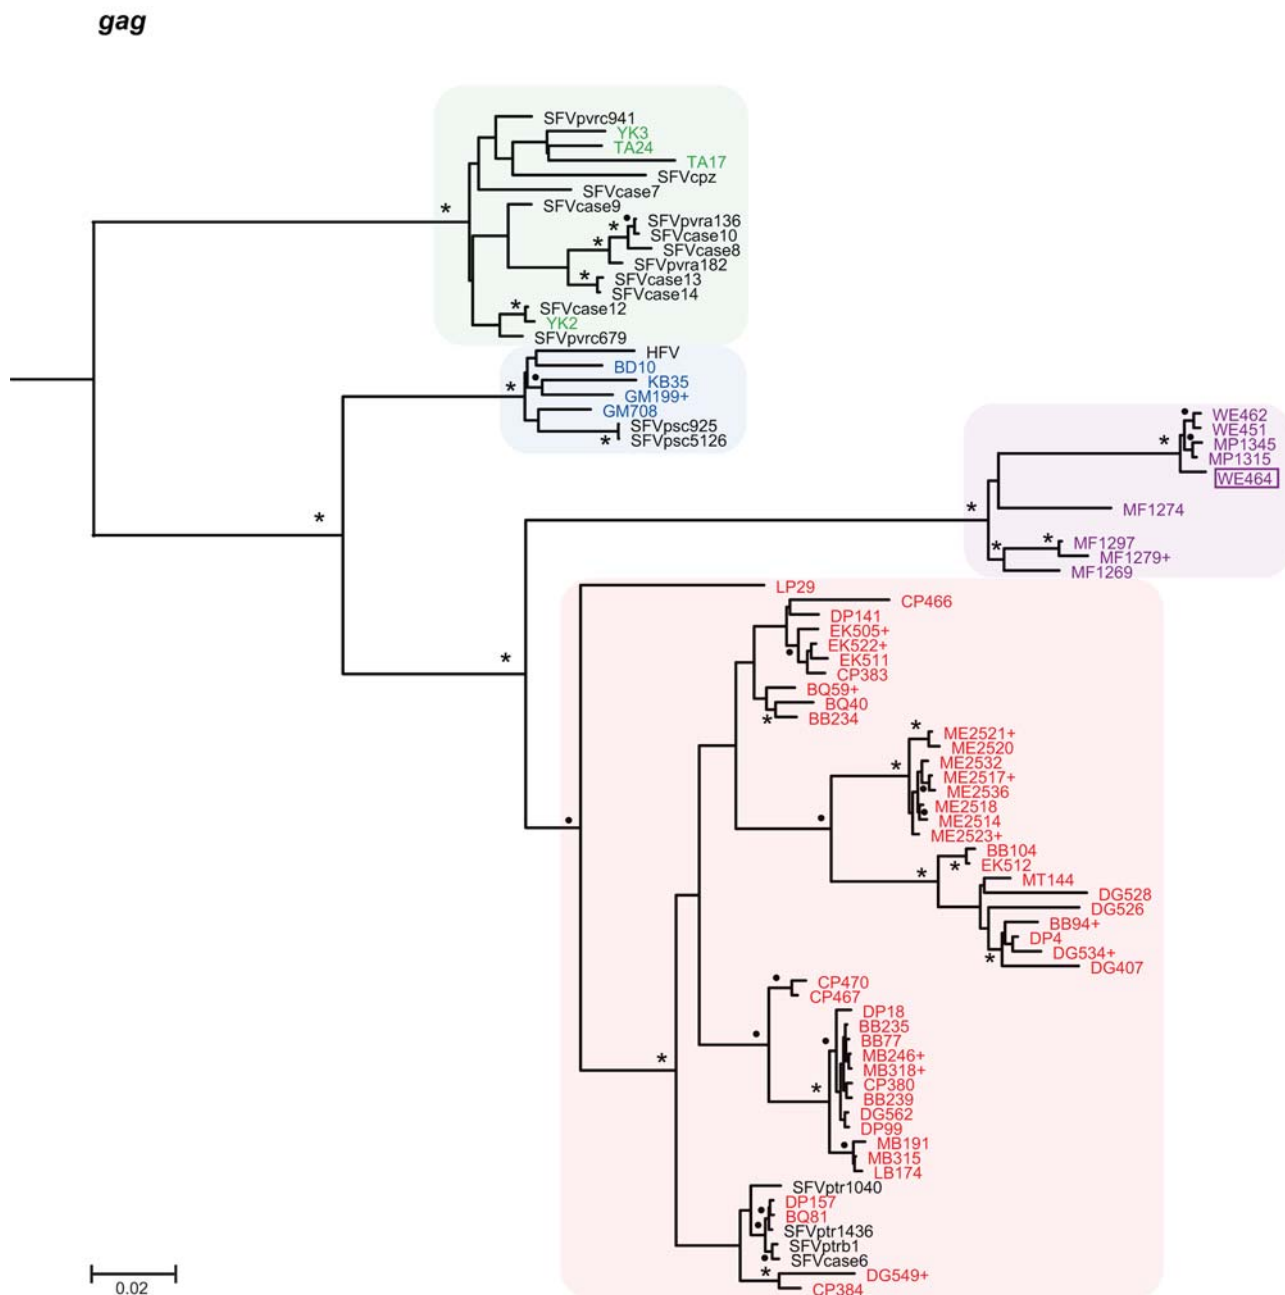 gag
SFVpvrc941
YK3
TA24
TA17
SFVcpz
SFVcase7
SFVcase9
SFVpvra136
SFVcase10
SFVcase8
SFVpvra182
SFVcase13
SFVcase14
SFVcase12
YK2
SFVpvrc679
HFV
BD10
KB35
GM199+
GM708
SFVpsc925
SFVpsc5126
WE462
WE451
MP1345
MP1315
WE464
MF1274
MF1297
MF1279+
MF1269
LP29
CP466
DP141
EK505+
EK522+
EK511
CP383
BQ59+
BQ40
BB234
ME2521+
ME2520
ME2532
ME2517+
ME2536
ME2518
ME2514
ME2523+
BB104
EK512
MT144
DG528
DG526
BB94+
DP4
DG534+
DG407
CP470
CP467
DP18
BB235
BB77
MB246+
MB318+
CP380
BB239
DG562
DP99
MB191
MB315
LB174
SFVptr1040
DP157
BQ81
SFVptr1436
SFVptrb1
SFVcase6
DG549+
CP384
0.02